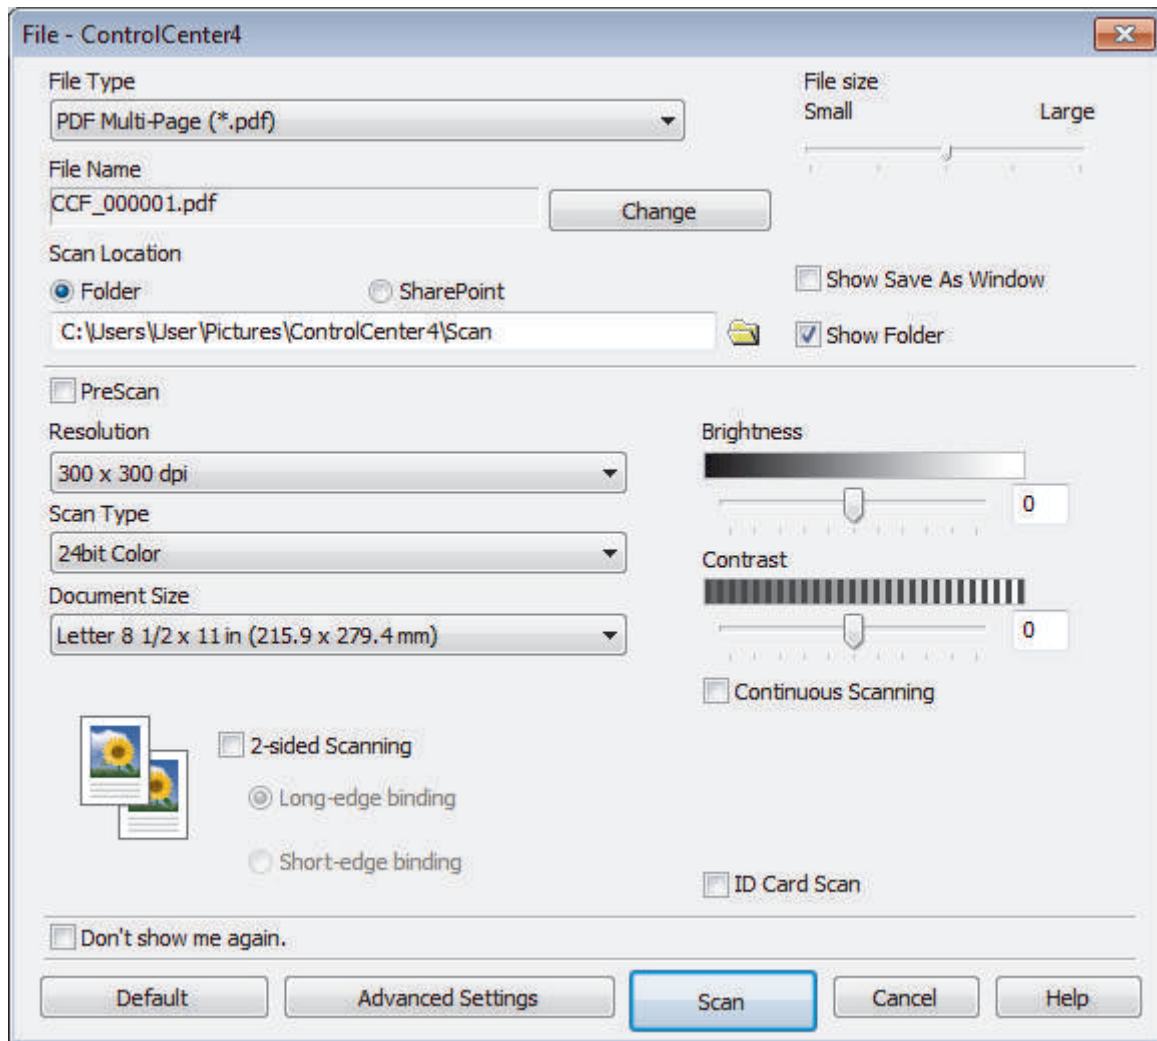 File - ControlCenter4
File Type
PDF Multi-Page (*.pdf)
File size
Small Large
File Name
CCF_000001.pdf
Change
Scan Location
Folder SharePoint
C:\Users\User\Pictures\ControlCenter4\Scan
Show Save As Window
Show Folder
PreScan
Resolution
300 x 300 dpi
Scan Type
24bit Color
Document Size
Letter 8 1/2 x 11 in (215.9 x 279.4 mm)
Brightness
0
Contrast
0
Continuous Scanning
2-sided Scanning
Long-edge binding
Short-edge binding
ID Card Scan
Don't show me again.
Default Advanced Settings Scan Cancel Help